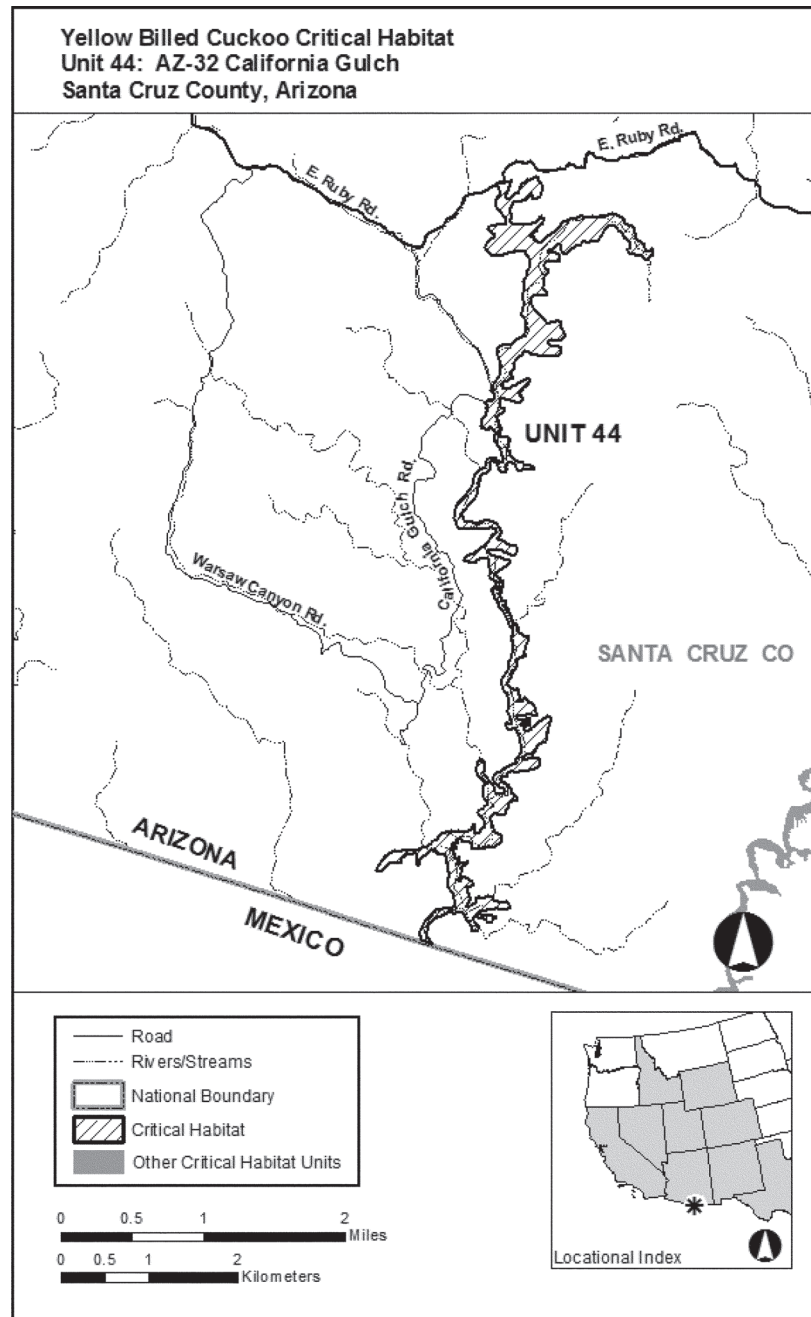 Yellow Billed Cuckoo Critical Habitat
Unit 44: AZ-32 California Gulch
Santa Cruz County, Arizona
E. Ruby Rd.
E. Ruby Rd.
UNIT 44
California Gulch Rd.
Warsaw Canyon Rd.
SANTA CRUZ CO
ARIZONA
MEXICO
Road
Rivers/Streams
National Boundary
Critical Habitat
Other Critical Habitat Units
0 0.5 1 2 Miles
0 0.5 1 2 Kilometers
Locational Index